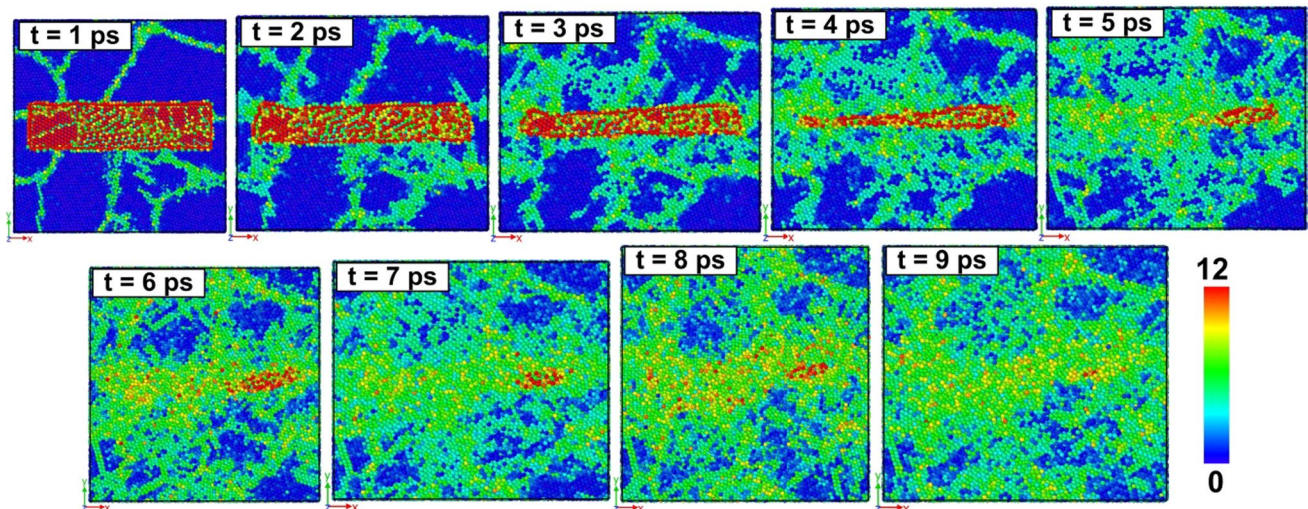 t = 1 ps
t = 2 ps
t = 3 ps
t = 4 ps
t = 5 ps
y
z x
y
z x
y
z x
y
z x
y
z x
t = 6 ps
t = 7 ps
t = 8 ps
t = 9 ps
12
0
y
z x
y
z x
y
z x
y
z x